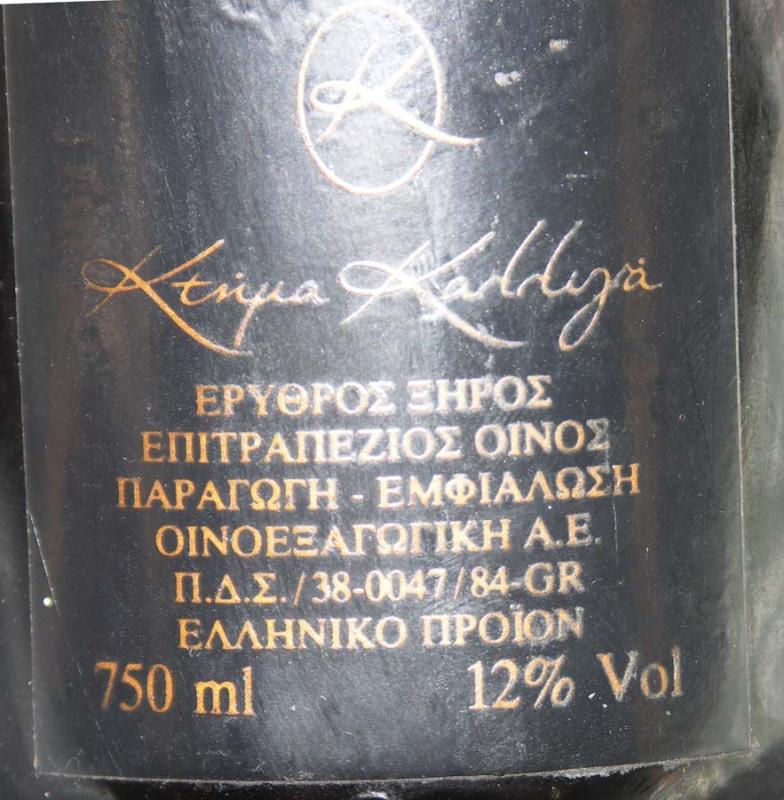 Κ
Κτήμα Καλλιγά
ΕΡΥΘΡΟΣ ΞΗΡΟΣ
ΕΠΙΤΡΑΠΕΖΙΟΣ ΟΙΝΟΣ
ΠΑΡΑΓΩΓΗ - ΕΜΦΙΑΛΩΣΗ
ΟΙΝΟΕΞΑΓΩΓΙΚΗ Α.Ε.
Π.Δ.Σ./38-0047/84-GR
ΕΛΛΗΝΙΚΟ ΠΡΟΪΟΝ
750 ml 12% Vol